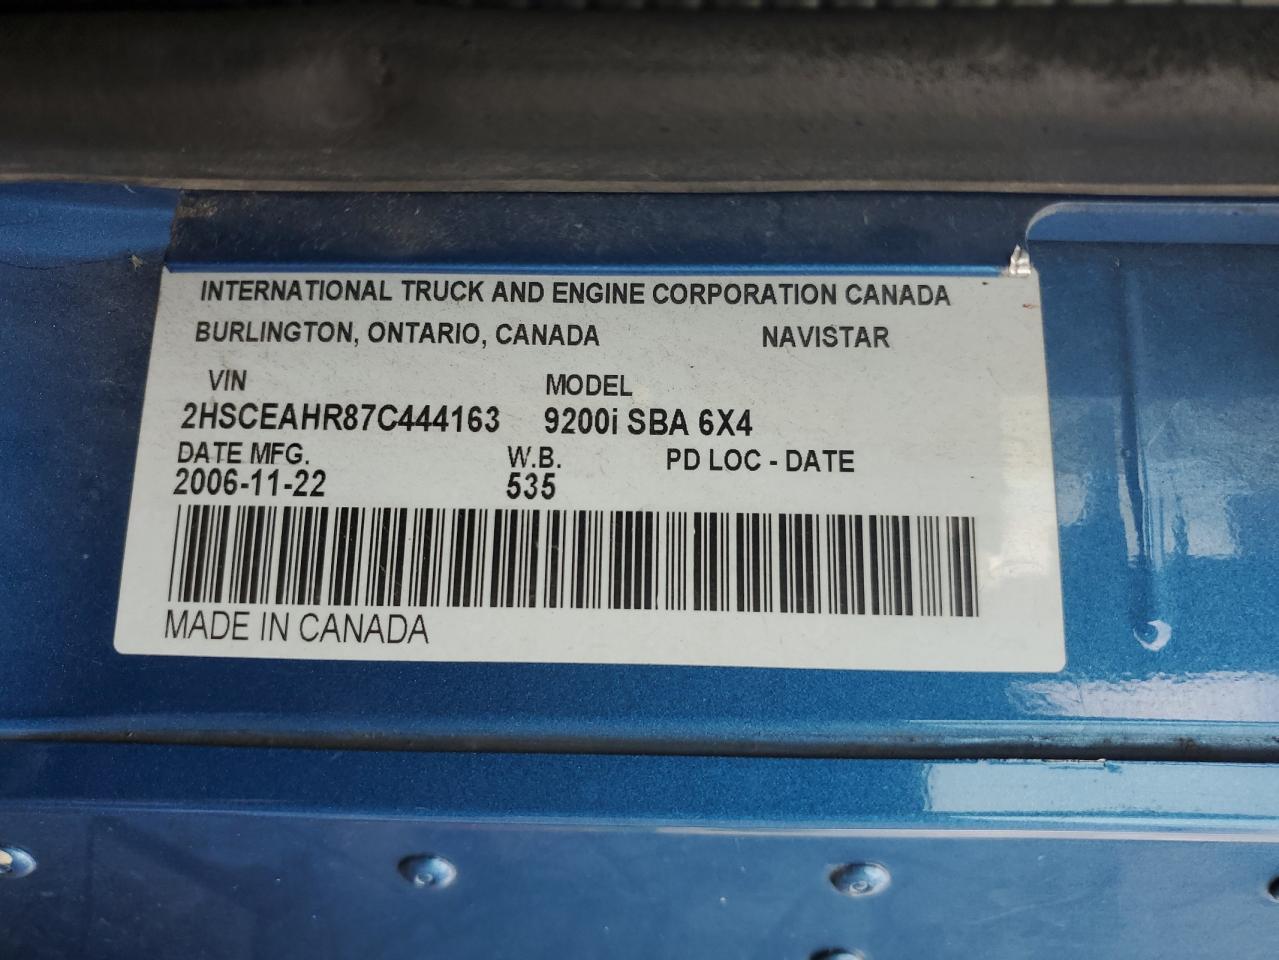 INTERNATIONAL TRUCK AND ENGINE CORPORATION CANADA
BURLINGTON, ONTARIO, CANADA NAVISTAR
VIN MODEL
2HSCEAHR87C444163 9200i SBA 6X4
DATE MFG. W.B. PD LOC - DATE
2006-11-22 535
MADE IN CANADA